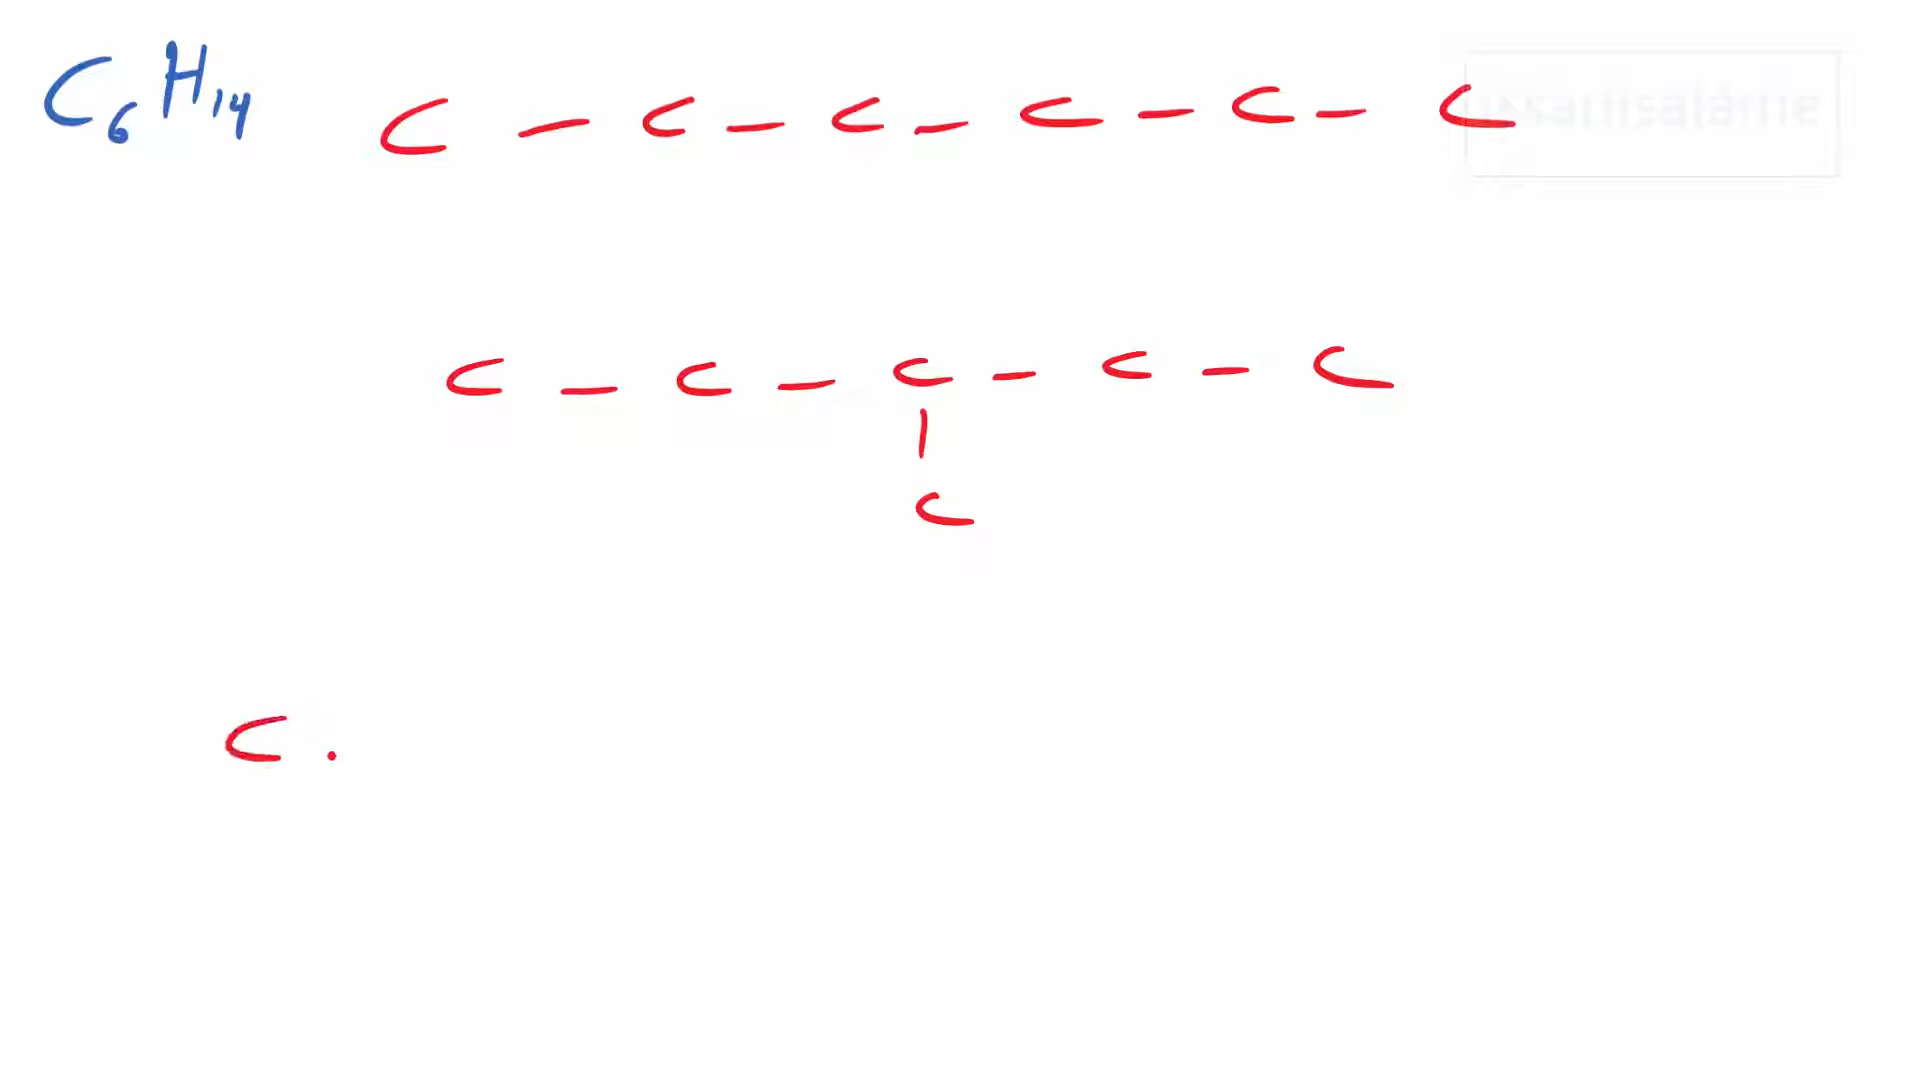 C₆H₁₄ C – C – C – C – C – C
C – C – C – C – C
|
C
C .